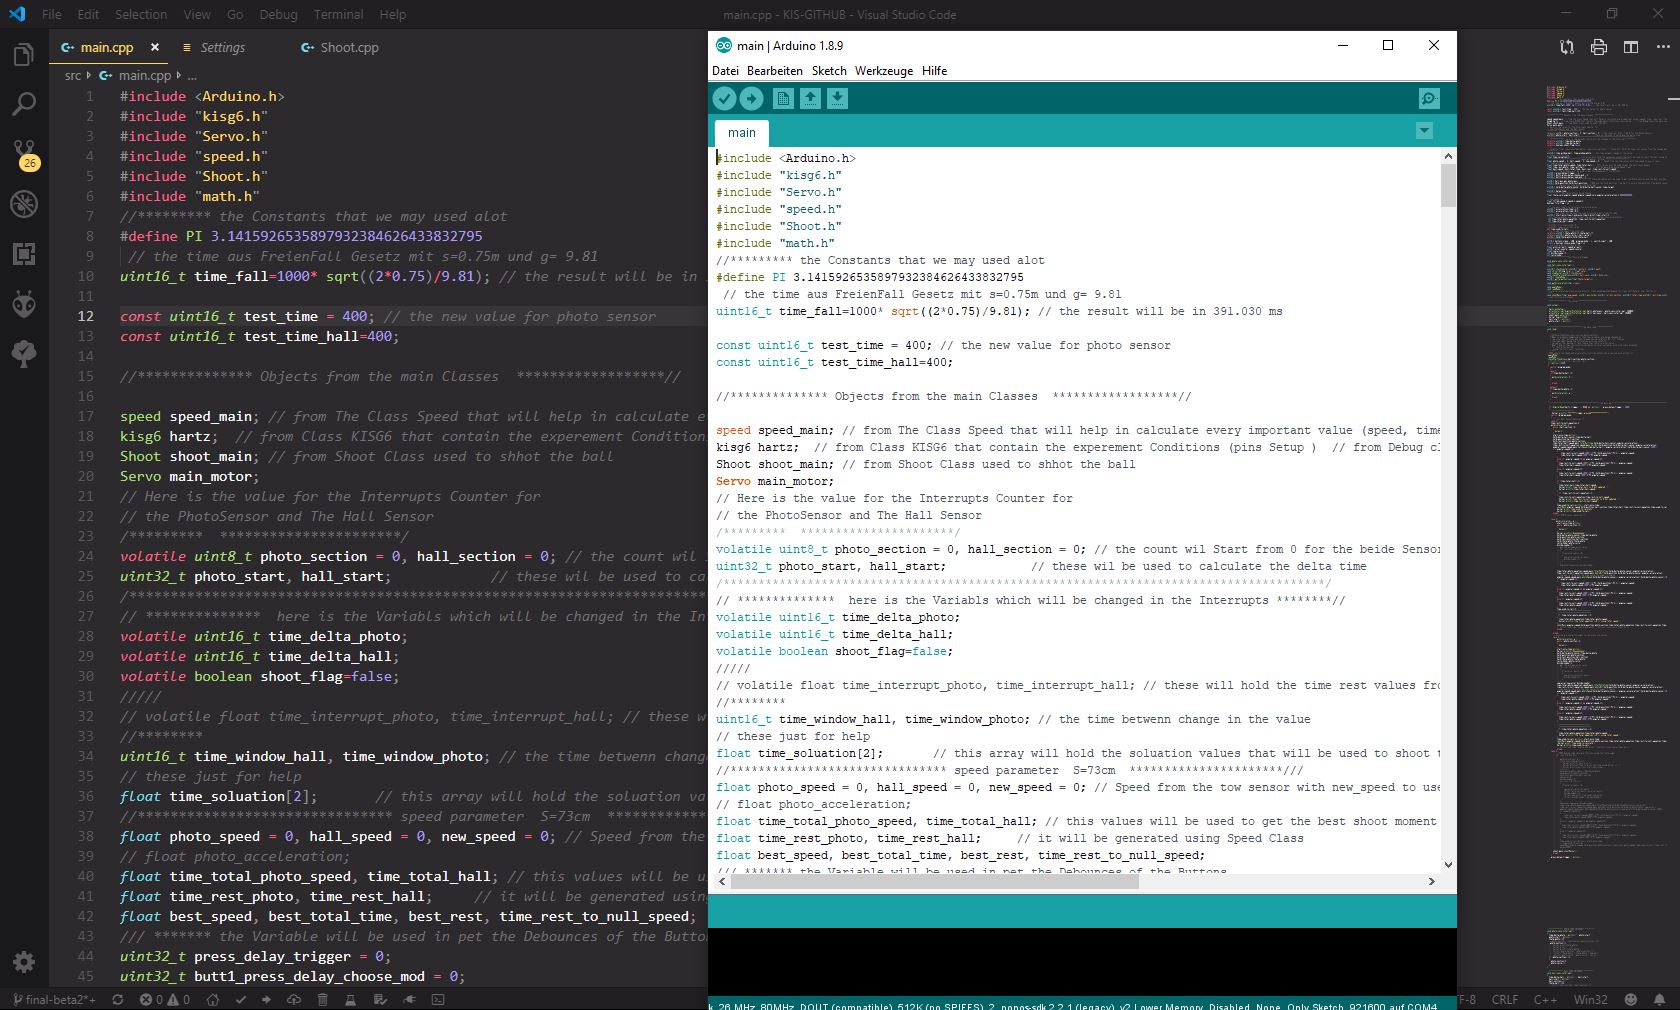 File Edit Selection View Go Debug Terminal Help
main.cpp - KIS-GITHUB - Visual Studio Code
main.cpp Settings Shoot.cpp
src main.cpp ...
26
1 #include <Arduino.h>
2 #include "kisg6.h"
3 #include "Servo.h"
4 #include "speed.h"
5 #include "Shoot.h"
6 #include "math.h"
7 //********* the Constants that we may used alot
8 #define PI 3.1415926535897932384626433832795
9 // the time aus FreienFall Gesetz mit s=0.75m und g= 9.81
10 uint16_t time_fall=1000* sqrt((2*0.75)/9.81); // the result will be in
11
12 const uint16_t test_time = 400; // the new value for photo sensor
13 const uint16_t test_time_hall=400;
14
15 //************** Objects from the main Classes ******************//
16
17 speed speed_main; // from The Class Speed that will help in calculate e
18 kisg6 hartz; // from Class KISG6 that contain the experement Condition
19 Shoot shoot_main; // from Shoot CLass used to shhot the ball
20 Servo main_motor;
21 // Here is the value for the Interrupts Counter for
22 // the PhotoSensor and The Hall Sensor
23 /********* **********************/
24 volatile uint8_t photo_section = 0, hall_section = 0; // the count wil
25 uint32_t photo_start, hall_start; // these wil be used to ca
26 /**********************************************************************
27 // ************** here is the Variabls which will be changed in the In
28 volatile uint16_t time_delta_photo;
29 volatile uint16_t time_delta_hall;
30 volatile boolean shoot_flag=false;
31 /////
32 // volatile float time_interrupt_photo, time_interrupt_hall; // these w
33 //********
34 uint16_t time_window_hall, time_window_photo; // the time betwenn chang
35 // these just for help
36 float time_soluation[2]; // this array will hold the soluation va
37 //******************************* speed parameter S=73cm ************
38 float photo_speed = 0, hall_speed = 0, new_speed = 0; // Speed from the
39 // float photo_acceleration;
40 float time_total_photo_speed, time_total_hall; // this values will be u
41 float time_rest_photo, time_rest_hall; // it will be generated using
42 float best_speed, best_total_time, best_rest, time_rest_to_null_speed;
43 /// ******* the Variable will be used in pet the Debounces of the Butto
44 uint32_t press_delay_trigger = 0;
45 uint32_t butt1_press_delay_choose_mod = 0;
final-beta2*+ 0 0
main | Arduino 1.8.9
Datei Bearbeiten Sketch Werkzeuge Hilfe
main
#include <Arduino.h>
#include "kisg6.h"
#include "Servo.h"
#include "speed.h"
#include "Shoot.h"
#include "math.h"
//********* the Constants that we may used alot
#define PI 3.1415926535897932384626433832795
// the time aus FreienFall Gesetz mit s=0.75m und g= 9.81
uint16_t time_fall=1000* sqrt((2*0.75)/9.81); // the result will be in 391.030 ms
const uint16_t test_time = 400; // the new value for photo sensor
const uint16_t test_time_hall=400;
//************** Objects from the main Classes ******************//
speed speed_main; // from The Class Speed that will help in calculate every important value (speed, time
kisg6 hartz; // from Class KISG6 that contain the experement Conditions (pins Setup ) // from Debug cl
Shoot shoot_main; // from Shoot Class used to shhot the ball
Servo main_motor;
// Here is the value for the Interrupts Counter for
// the PhotoSensor and The Hall Sensor
/********* **********************/
volatile uint8_t photo_section = 0, hall_section = 0; // the count wil Start from 0 for the beide Sensor
uint32_t photo_start, hall_start; // these wil be used to calculate the delta time
/**************************************************************************************/
// ************** here is the Variabls which will be changed in the Interrupts ********//
volatile uint16_t time_delta_photo;
volatile uint16_t time_delta_hall;
volatile boolean shoot_flag=false;
/////
// volatile float time_interrupt_photo, time_interrupt_hall; // these will hold the time rest values fro
//********
uint16_t time_window_hall, time_window_photo; // the time betwenn change in the value
// these just for help
float time_soluation[2]; // this array will hold the soluation values that will be used to shoot t
//******************************* speed parameter S=73cm **********************///
float photo_speed = 0, hall_speed = 0, new_speed = 0; // Speed from the tow sensor with new_speed to use
// float photo_acceleration;
float time_total_photo_speed, time_total_hall; // this values will be used to get the best shoot moment
float time_rest_photo, time_rest_hall; // it will be generated using Speed Class
float best_speed, best_total_time, best_rest, time_rest_to_null_speed;
/// ******* the Variable will be used in pet the Debounces of the Buttons
k, 26 MHz, 80MHz, DOUT (compatible), 512K (no SPIFFS), 2, nonos-sdk 2.2.1 (legacy), v2 Lower Memory, Disabled, None, Only Sketch, 921600 auf COM4
TF-8 CRLF C++ Win32